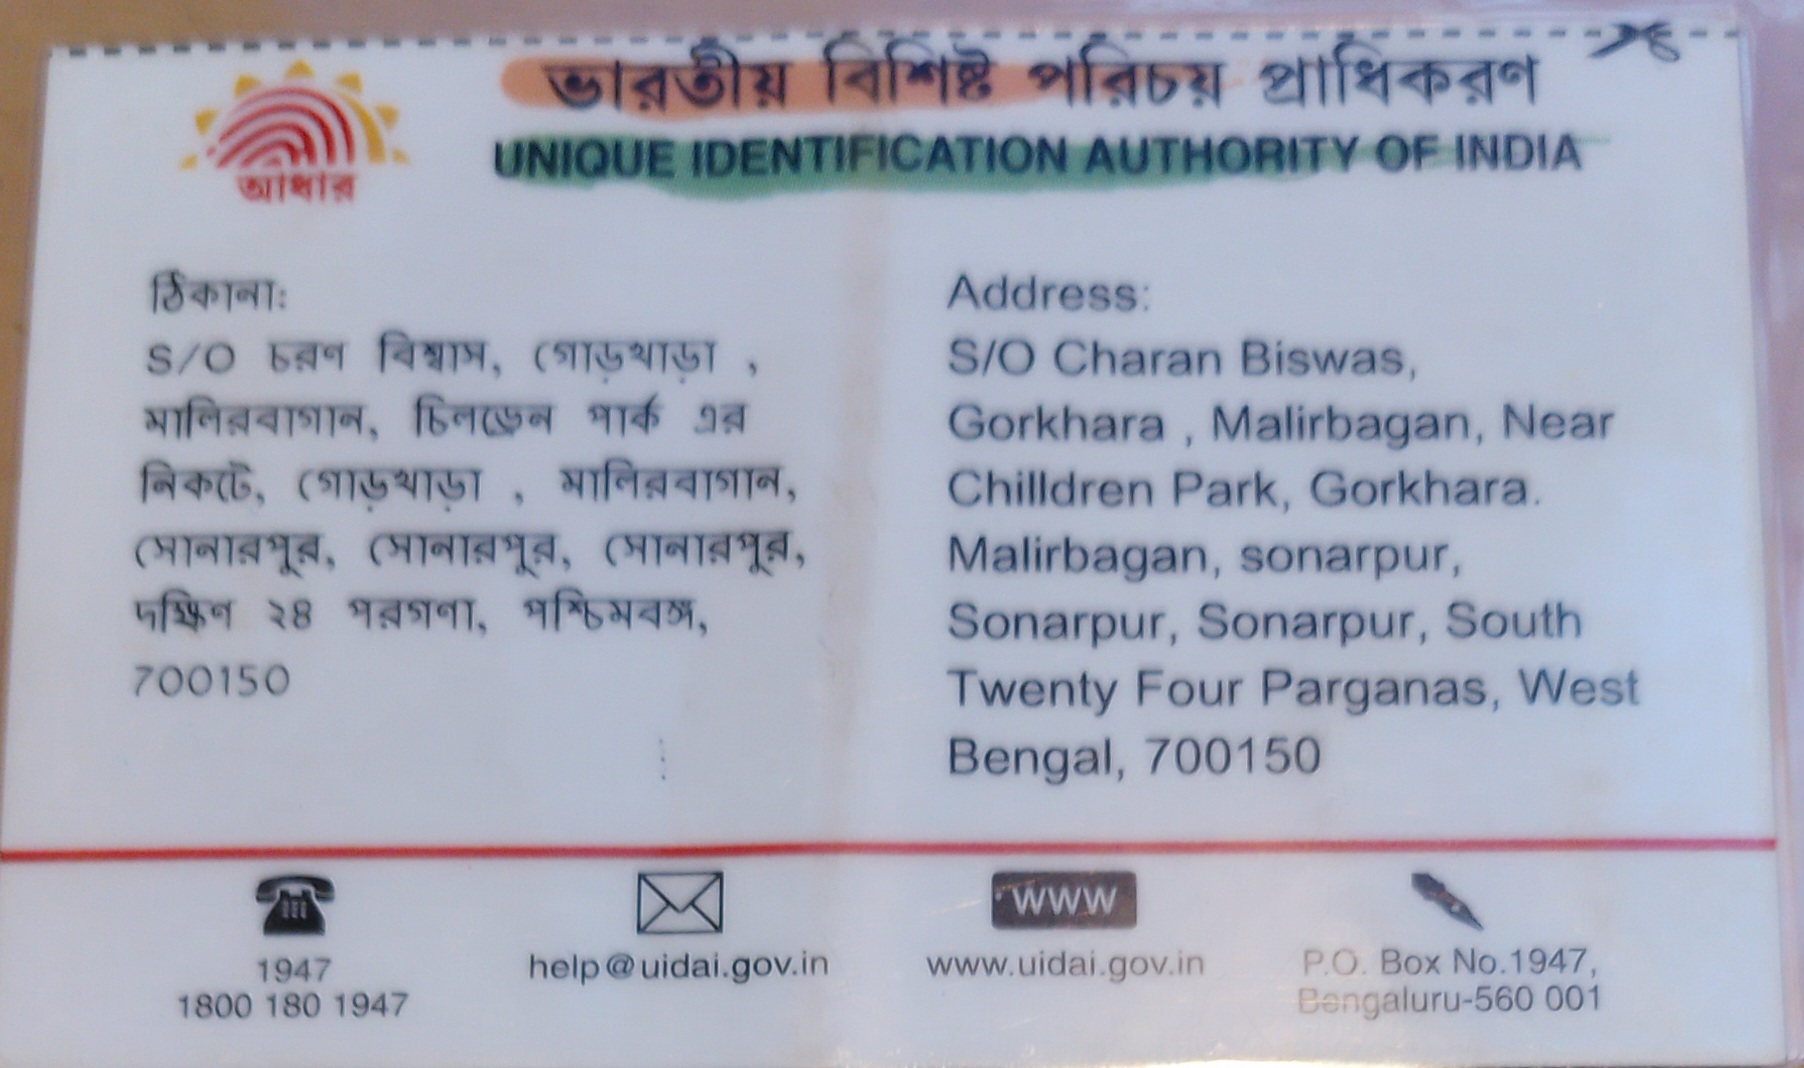 ভারতীয় বিশিষ্ট পরিচয় প্রাধিকরণ
UNIQUE IDENTIFICATION AUTHORITY OF INDIA
আধার
ঠিকানা:
S/O চরণ বিশ্বাস, গোড়খাড়া ,
মালিরবাগান, চিলড্রেন পার্ক এর
নিকটে, গোড়খাড়া , মালিরবাগান,
সোনারপূর, সোনারপূর, সোনারপূর,
দক্ষিণ ২৪ পরগণা, পশ্চিমবঙ্গ,
700150
Address:
S/O Charan Biswas,
Gorkhara , Malirbagan, Near
Chilldren Park, Gorkhara.
Malirbagan, sonarpur,
Sonarpur, Sonarpur, South
Twenty Four Parganas, West
Bengal, 700150
1947
1800 180 1947
help@uidai.gov.in
WWW
www.uidai.gov.in
P.O. Box No.1947,
Bengaluru-560 001